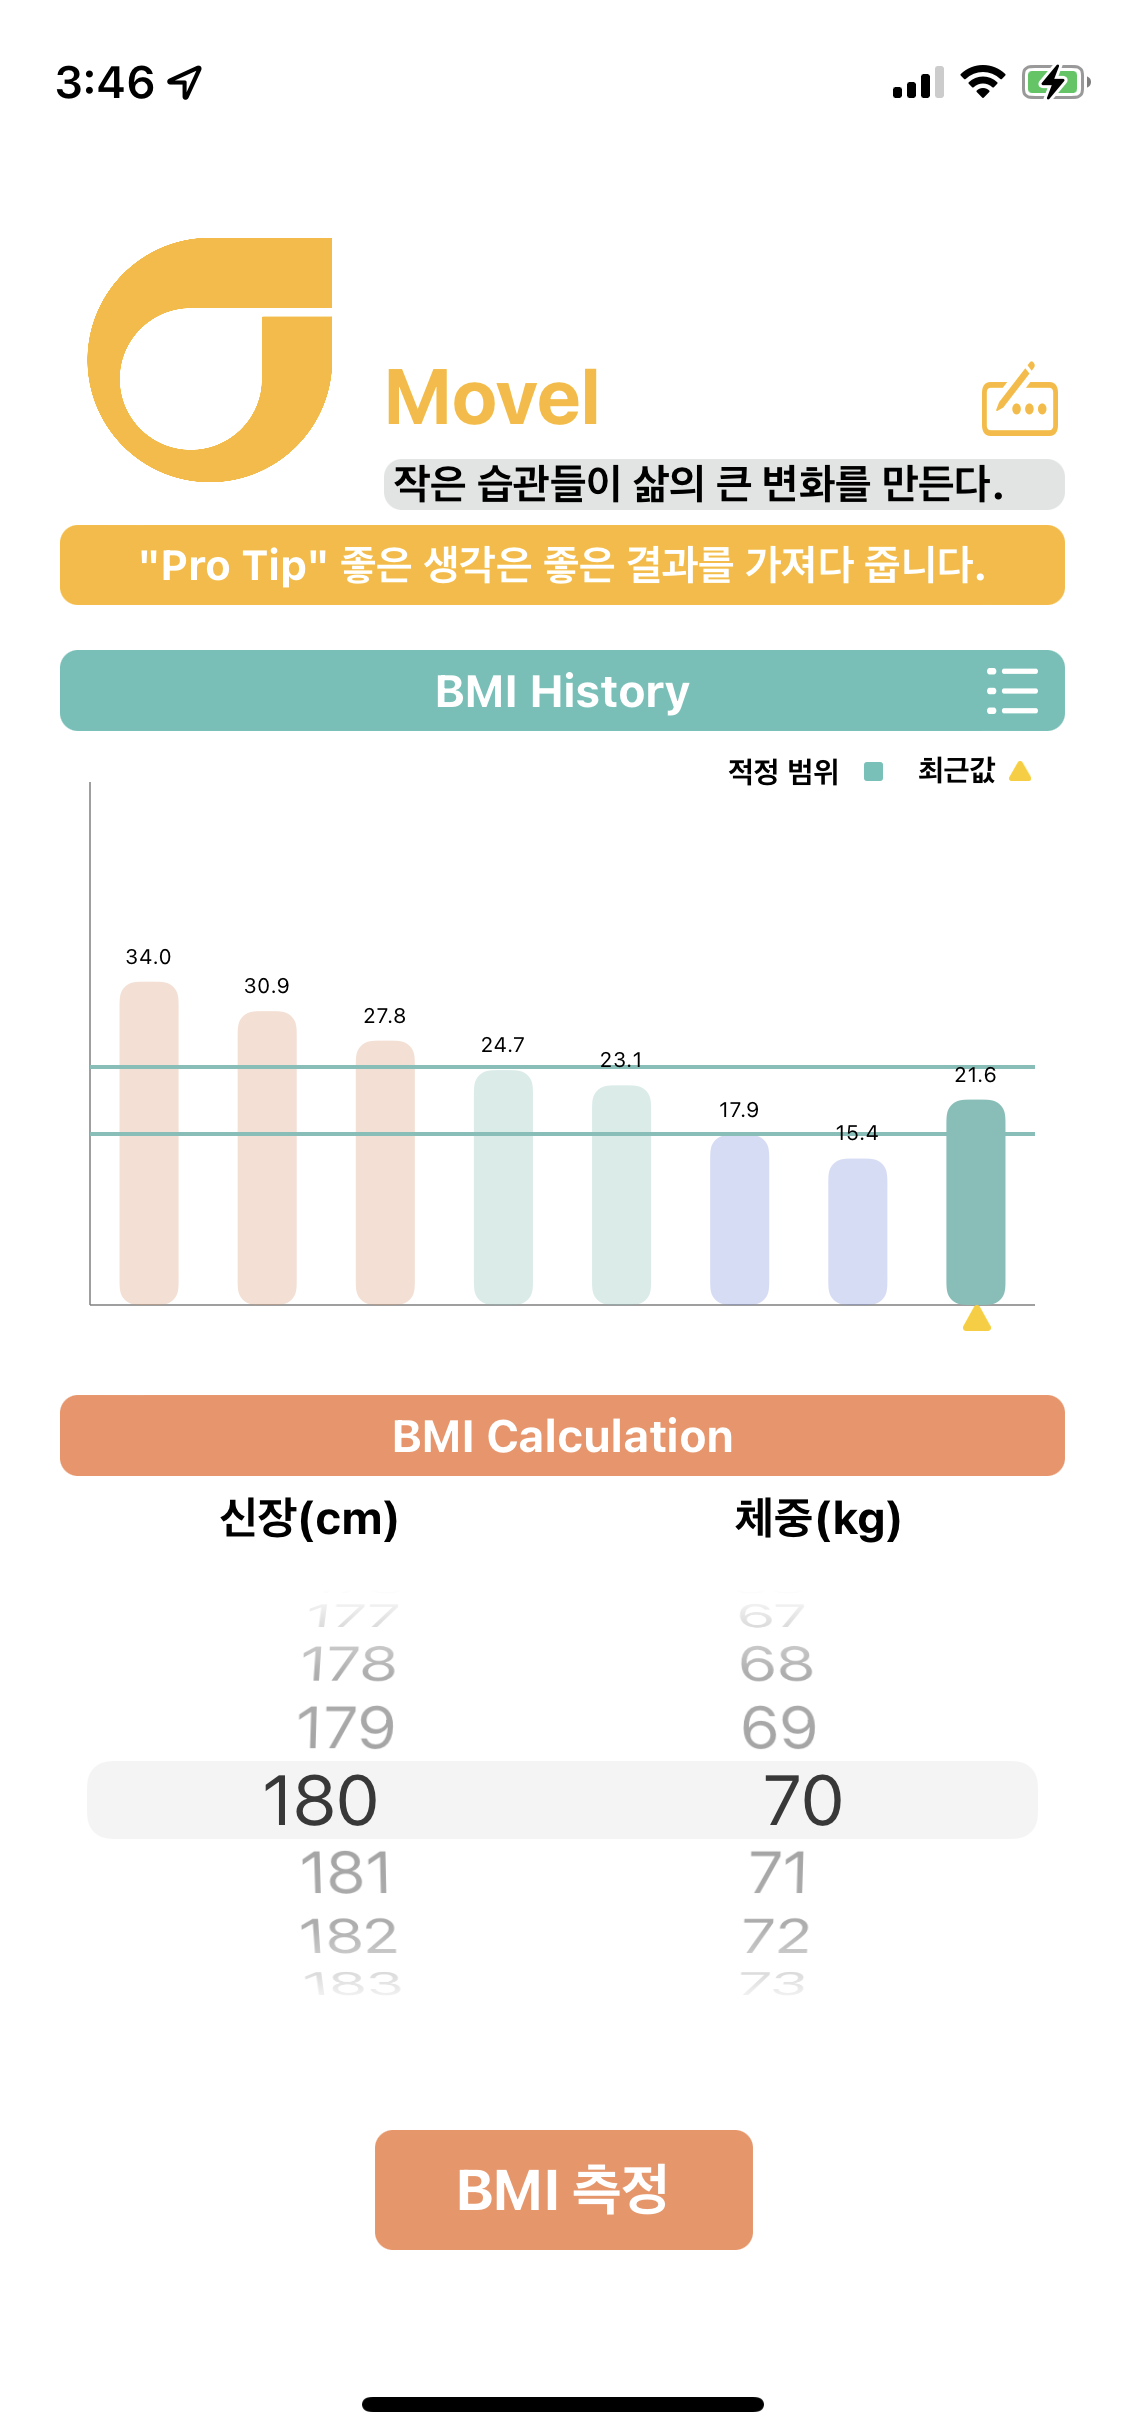 3:46
Movel
작은 습관들이 삶의 큰 변화를 만든다.
"Pro Tip" 좋은 생각은 좋은 결과를 가져다 줍니다.
BMI History
적정 범위 최근값
34.0
30.9
27.8
24.7
23.1
17.9
15.4
21.6
BMI Calculation
신장(cm) 체중(kg)
177 67
178 68
179 69
180 70
181 71
182 72
183 73
BMI 측정